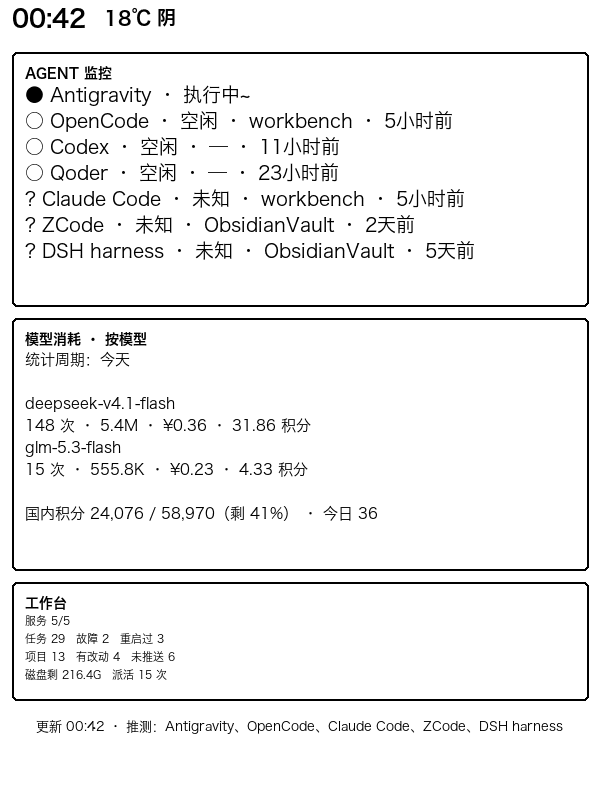 00:42 18℃ 阴
AGENT 监控
● Antigravity · 执行中~
○ OpenCode · 空闲 · workbench · 5小时前
○ Codex · 空闲 · — · 11小时前
○ Qoder · 空闲 · — · 23小时前
? Claude Code · 未知 · workbench · 5小时前
? ZCode · 未知 · ObsidianVault · 2天前
? DSH harness · 未知 · ObsidianVault · 5天前
模型消耗 · 按模型
统计周期：今天
deepseek-v4.1-flash
148 次 · 5.4M · ¥0.36 · 31.86 积分
glm-5.3-flash
15 次 · 555.8K · ¥0.23 · 4.33 积分
国内积分 24,076 / 58,970（剩 41%） · 今日 36
工作台
服务 5/5
任务 29 故障 2 重启过 3
项目 13 有改动 4 未推送 6
磁盘剩 216.4G 派活 15 次
更新 00:42 · 推测：Antigravity、OpenCode、Claude Code、ZCode、DSH harness